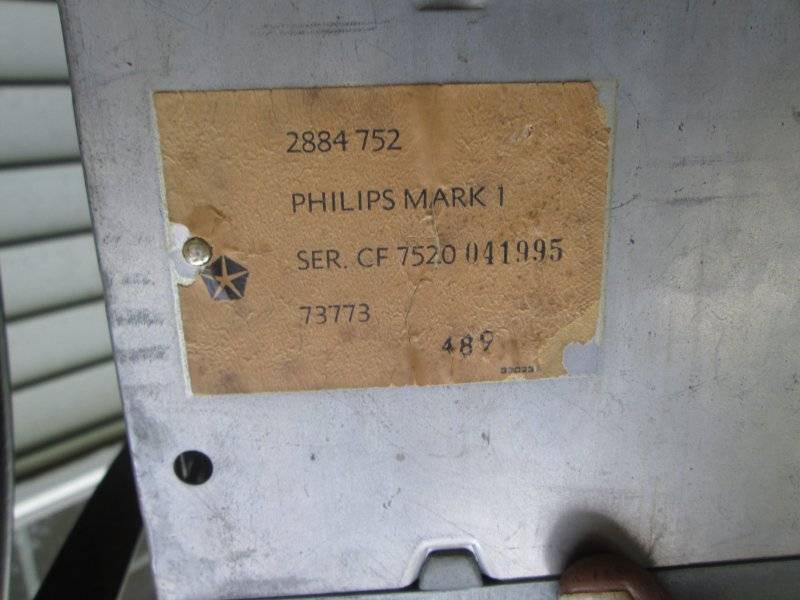 2884 752
PHILIPS MARK 1
SER. CF 7520 041995
73773
489